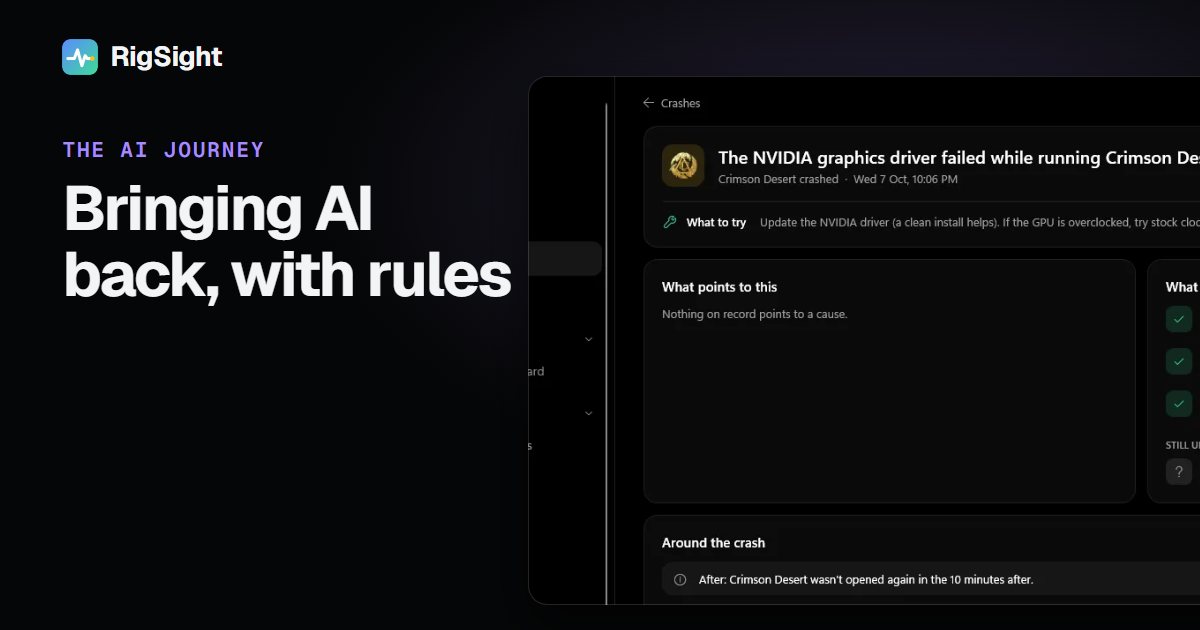 RigSight
THE AI JOURNEY
Bringing AI
back, with rules
Crashes
The NVIDIA graphics driver failed while running Crimson De
Crimson Desert crashed · Wed 7 Oct, 10:06 PM
What to try Update the NVIDIA driver (a clean install helps). If the GPU is overclocked, try stock cloc
What points to this
Nothing on record points to a cause.
What
ard
s
STILL U
?
Around the crash
After: Crimson Desert wasn't opened again in the 10 minutes after.